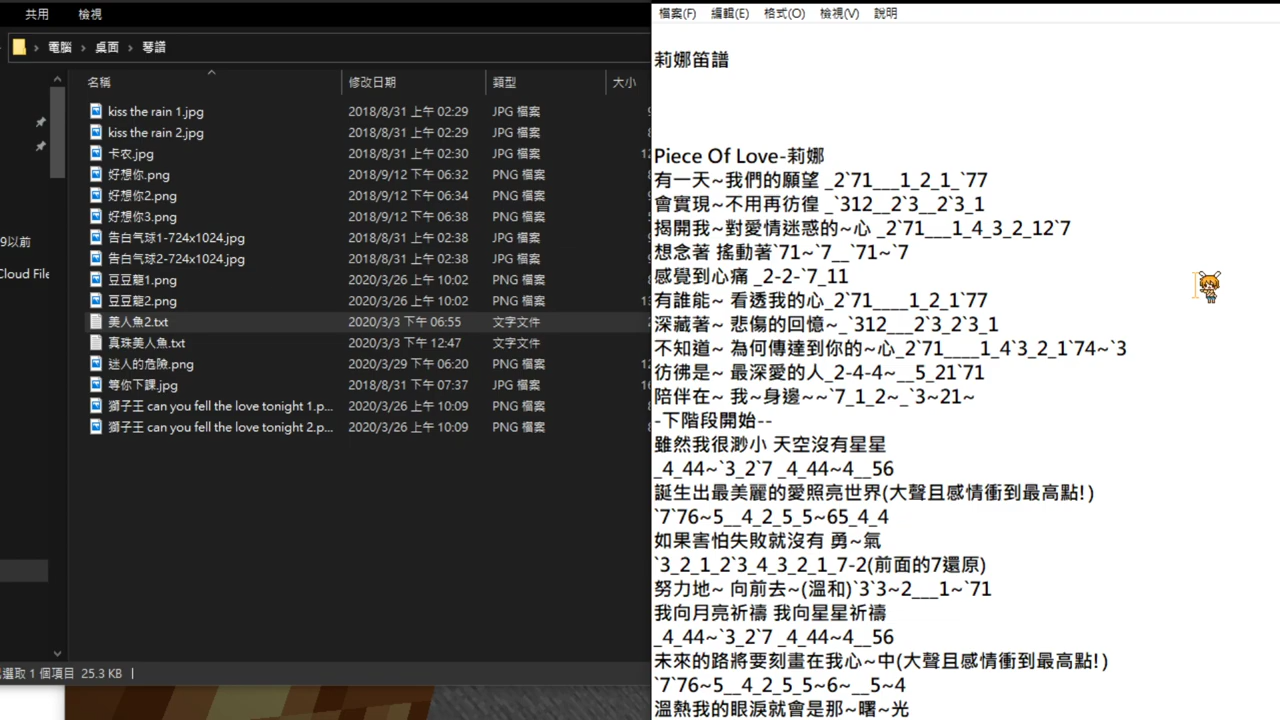 共用 檢視
電腦 › 桌面 › 琴譜
名稱 修改日期 類型 大小
kiss the rain 1.jpg 2018/8/31 上午 02:29 JPG 檔案
kiss the rain 2.jpg 2018/8/31 上午 02:29 JPG 檔案
卡农.jpg 2018/8/31 上午 02:30 JPG 檔案
好想你.png 2018/9/12 下午 06:32 PNG 檔案
好想你2.png 2018/9/12 下午 06:34 PNG 檔案
好想你3.png 2018/9/12 下午 06:38 PNG 檔案
告白气球1-724x1024.jpg 2018/8/31 上午 02:38 JPG 檔案
告白气球2-724x1024.jpg 2018/8/31 上午 02:38 JPG 檔案
豆豆龍1.png 2020/3/26 上午 10:02 PNG 檔案
豆豆龍2.png 2020/3/26 上午 10:02 PNG 檔案
美人魚2.txt 2020/3/3 下午 06:55 文字文件
真珠美人魚.txt 2020/3/3 下午 12:47 文字文件
迷人的危險.png 2020/3/29 下午 06:20 PNG 檔案
等你下課.jpg 2018/8/31 上午 07:37 JPG 檔案
獅子王 can you fell the love tonight 1.p... 2020/3/26 上午 10:09 PNG 檔案
獅子王 can you fell the love tonight 2.p... 2020/3/26 上午 10:09 PNG 檔案
9以前
Cloud File
選取 1 個項目 25.3 KB
檔案(F) 編輯(E) 格式(O) 檢視(V) 說明
莉娜笛譜
Piece Of Love-莉娜
有一天~我們的願望 _2`71___1_2_1_`77
會實現~不用再彷徨 _`312__2`3__2`3_1
揭開我~對愛情迷惑的~心 _2`71___1_4_3_2_12`7
想念著 搖動著`71~`7__`71~`7
感覺到心痛 _2-2-`7_11
有誰能~ 看透我的心_2`71____1_2_1`77
深藏著~ 悲傷的回憶~_`312___2`3_2`3_1
不知道~ 為何傳達到你的~心_2`71____1_4`3_2_1`74~`3
彷彿是~ 最深愛的人_2-4-4~__5_21`71
陪伴在~ 我~身邊~~`7_1_2~_`3~21~
-下階段開始--
雖然我很渺小 天空沒有星星
_4_44~`3_2`7 _4_44~4__56
誕生出最美麗的愛照亮世界(大聲且感情衝到最高點!)
`7`76~5__4_2_5_5~65_4_4
如果害怕失敗就沒有 勇~氣
`3_2_1_2`3_4_3_2_1_7-2(前面的7還原)
努力地~ 向前去~(溫和)`3`3~2___1~`71
我向月亮祈禱 我向星星祈禱
_4_44~`3_2`7 _4_44~4__56
未來的路將要刻畫在我心~中(大聲且感情衝到最高點!)
`7`76~5__4_2_5_5~6~__5~4
溫熱我的眼淚就會是那~曙~光